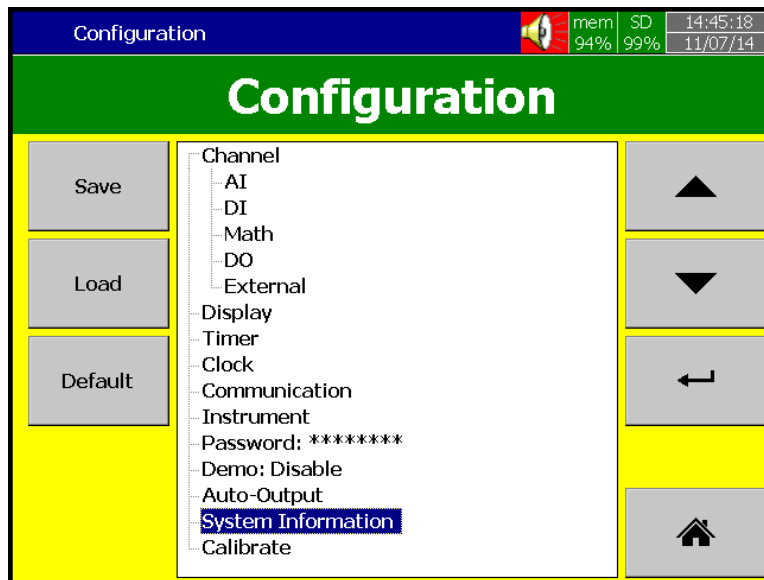 Configuration
mem SD 14:45:18
94% 99% 11/07/14
Configuration
Save
Load
Default
Channel
AI
DI
Math
DO
External
Display
Timer
Clock
Communication
Instrument
Password: ********
Demo: Disable
Auto-Output
System Information
Calibrate